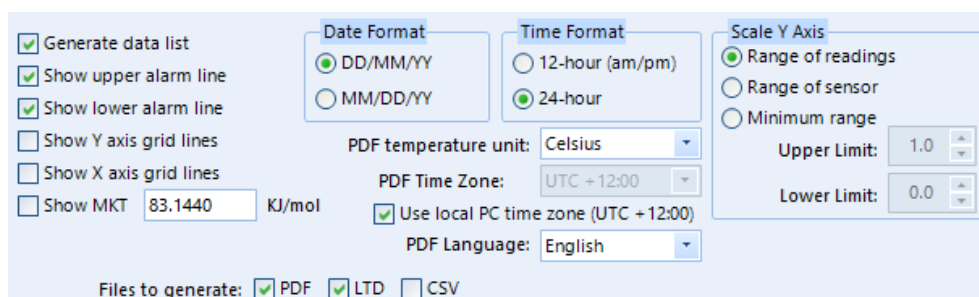 Generate data list
Show upper alarm line
Show lower alarm line
Show Y axis grid lines
Show X axis grid lines
Show MKT 83.1440 KJ/mol
Date Format
DD/MM/YY
MM/DD/YY
Time Format
12-hour (am/pm)
24-hour
PDF temperature unit: Celsius
PDF Time Zone: UTC +12:00
Use local PC time zone (UTC +12:00)
PDF Language: English
Scale Y Axis
Range of readings
Range of sensor
Minimum range
Upper Limit: 1.0
Lower Limit: 0.0
Files to generate: PDF LTD CSV